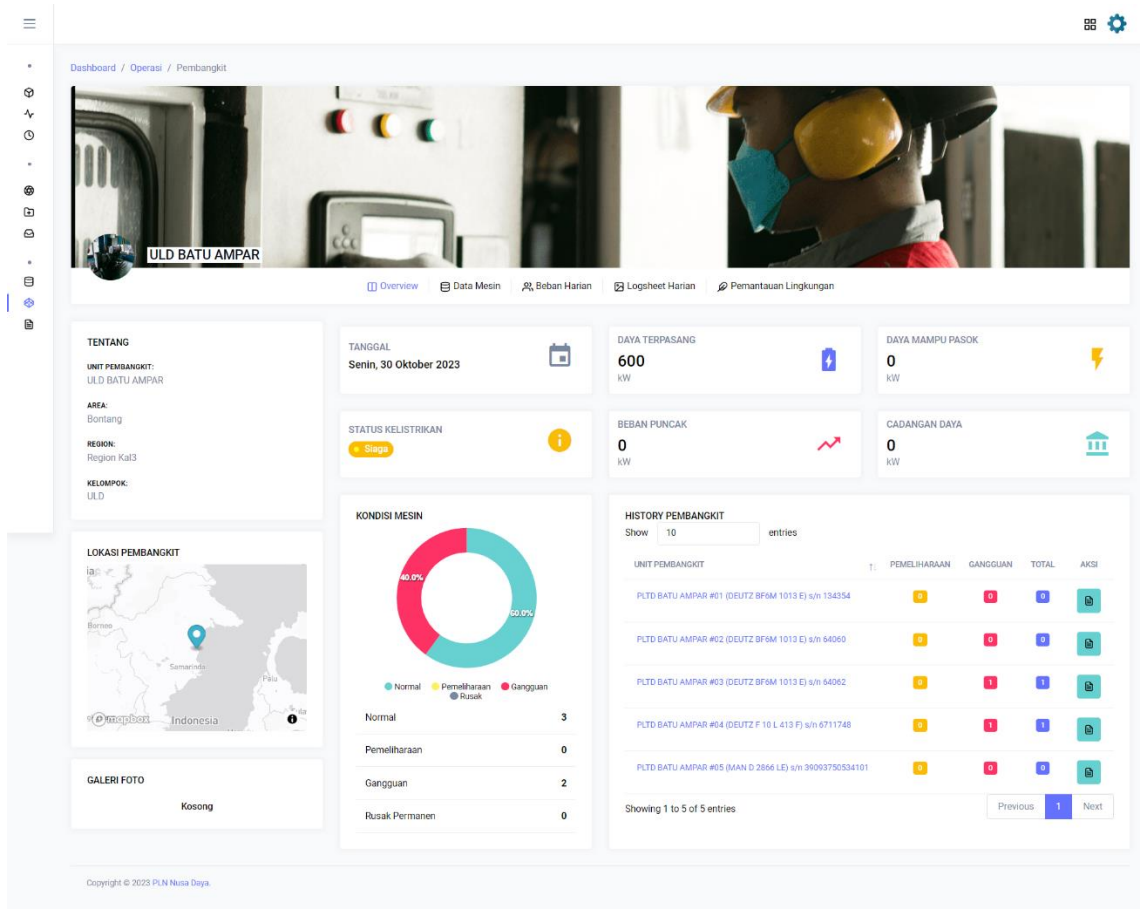 Dashboard / Operasi / Pembangkit
ULD BATU AMPAR
Overview
Data Mesin
Beban Harian
Logsheet Harian
Pemantauan Lingkungan
TENTANG
UNIT PEMBANGKIT:
ULD BATU AMPAR
AREA:
Bontang
REGION:
Region Kal3
KELOMPOK:
ULD
TANGGAL
Senin, 30 Oktober 2023
DAYA TERPASANG
600
kW
DAYA MAMPU PASOK
0
kW
STATUS KELISTRIKAN
Siaga
BEBAN PUNCAK
0
kW
CADANGAN DAYA
0
kW
LOKASI PEMBANGKIT
Borneo
Samarinda
Palu
mapbox
Indonesia
GALERI FOTO
Kosong
KONDISI MESIN
40.0%
60.0%
Normal Pemeliharaan Gangguan
Rusak
Normal 3
Pemeliharaan 0
Gangguan 2
Rusak Permanen 0
HISTORY PEMBANGKIT
Show 10 entries
UNIT PEMBANGKIT PEMELIHARAAN GANGGUAN TOTAL AKSI
PLTD BATU AMPAR #01 (DEUTZ BF6M 1013 E) s/n 134354 0 0 0
PLTD BATU AMPAR #02 (DEUTZ BF6M 1013 E) s/n 64060 0 0 0
PLTD BATU AMPAR #03 (DEUTZ BF6M 1013 E) s/n 64062 0 1 1
PLTD BATU AMPAR #04 (DEUTZ F 10 L 413 F) s/n 6711748 0 1 1
PLTD BATU AMPAR #05 (MAN D 2866 LE) s/n 39093750534101 0 0 0
Showing 1 to 5 of 5 entries
Previous 1 Next
Copyright © 2023 PLN Nusa Daya.